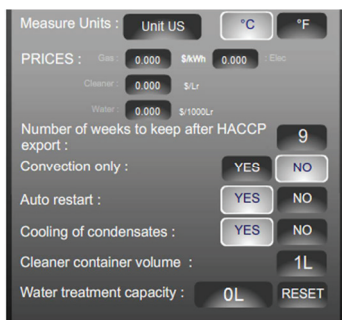 Measure Units : Unit US °C °F
PRICES : Gas : 0.000 $/kWh 0.000 : Elec
Cleaner : 0.000 $/Lr
Water : 0.000 $/1000Lr
Number of weeks to keep after HACCP
export : 9
Convection only : YES NO
Auto restart : YES NO
Cooling of condensates : YES NO
Cleaner container volume : 1L
Water treatment capacity : 0L RESET